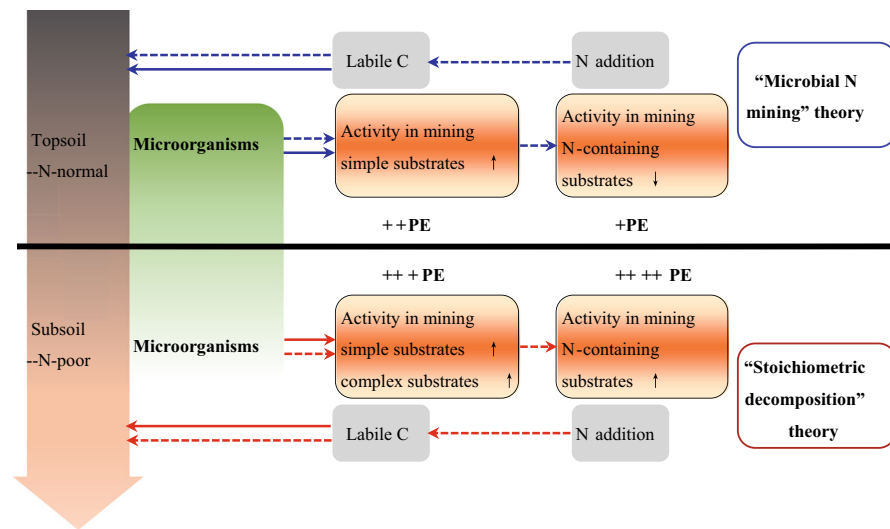 Labile C
N addition
“Microbial N
mining” theory
Topsoil
--N-normal
Microorganisms
Activity in mining
simple substrates ↑
Activity in mining
N-containing
substrates ↓
++PE
+PE
++ + PE
++ ++ PE
Subsoil
--N-poor
Microorganisms
Activity in mining
simple substrates ↑
complex substrates ↑
Activity in mining
N-containing
substrates ↑
“Stoichiometric
decomposition”
theory
Labile C
N addition